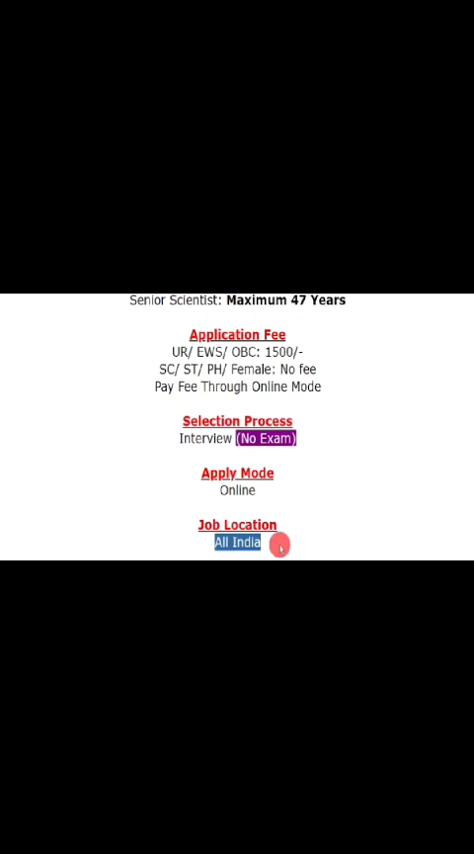 Senior Scientist: Maximum 47 Years
Application Fee
UR/ EWS/ OBC: 1500/-
SC/ ST/ PH/ Female: No fee
Pay Fee Through Online Mode
Selection Process
Interview (No Exam)
Apply Mode
Online
Job Location
All India